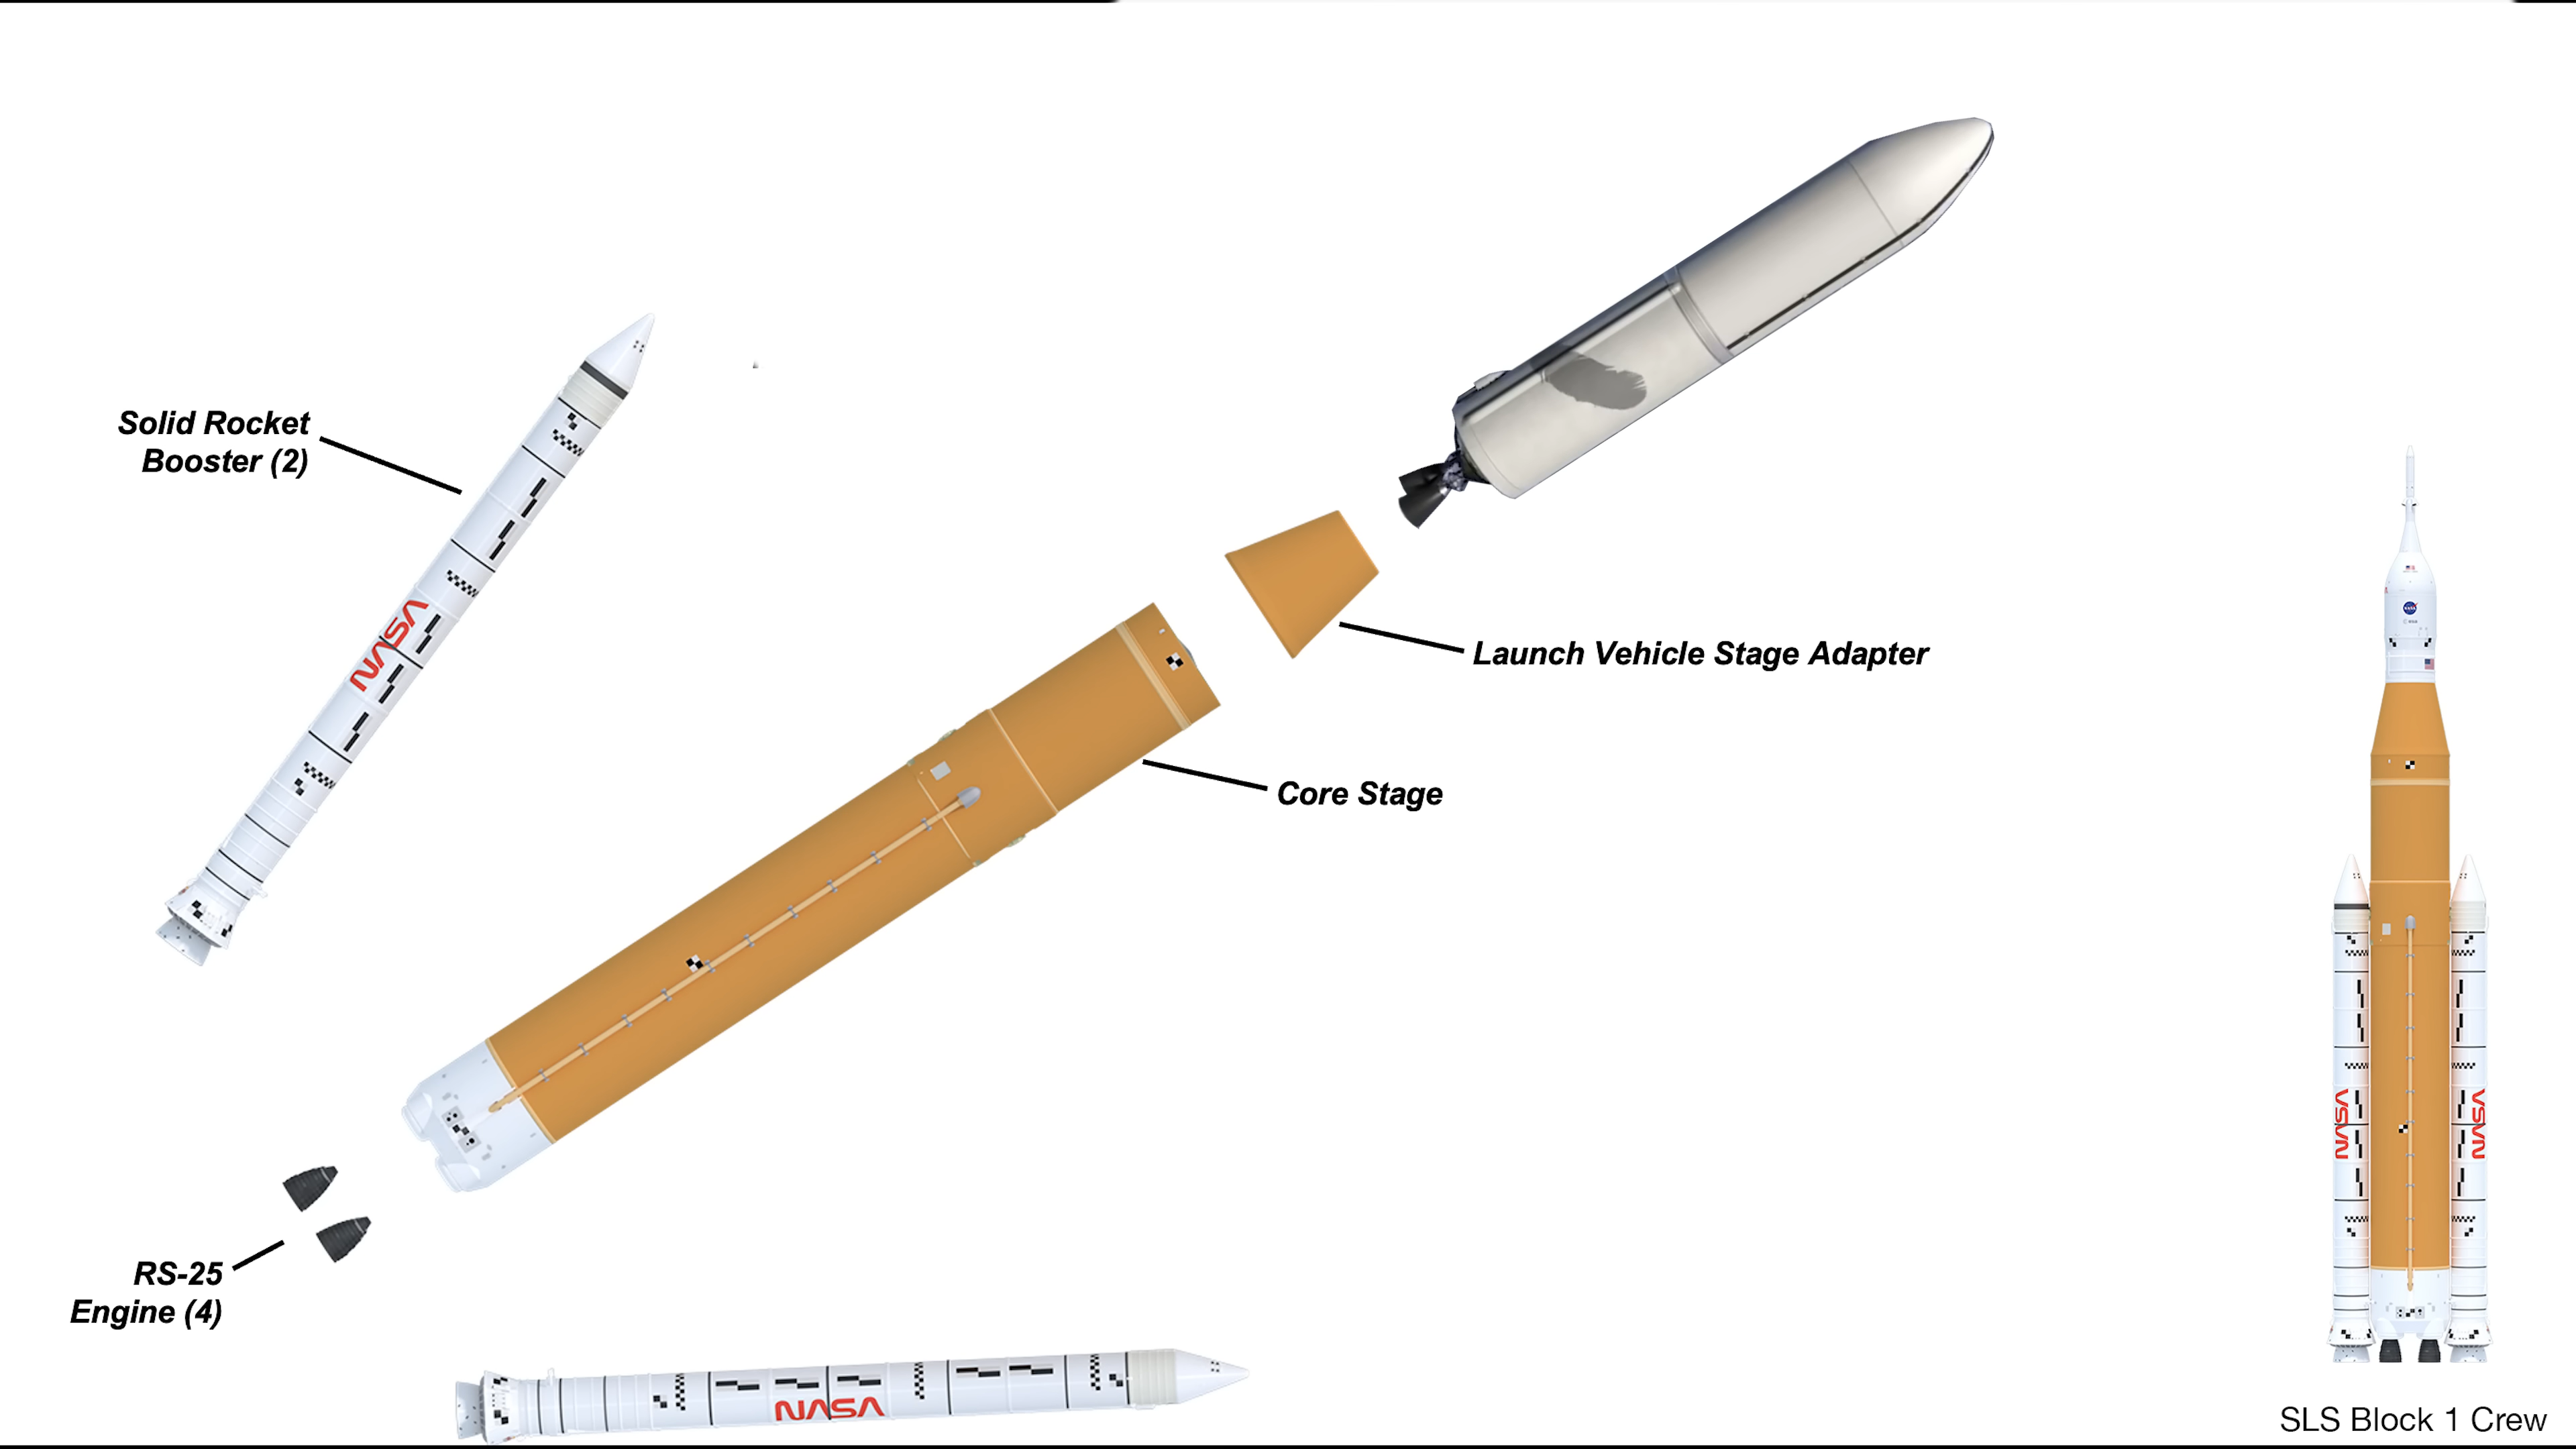 Solid Rocket
Booster (2)
NASA
Launch Vehicle Stage Adapter
Core Stage
RS-25
Engine (4)
NASA
NASA
NASA
SLS Block 1 Crew